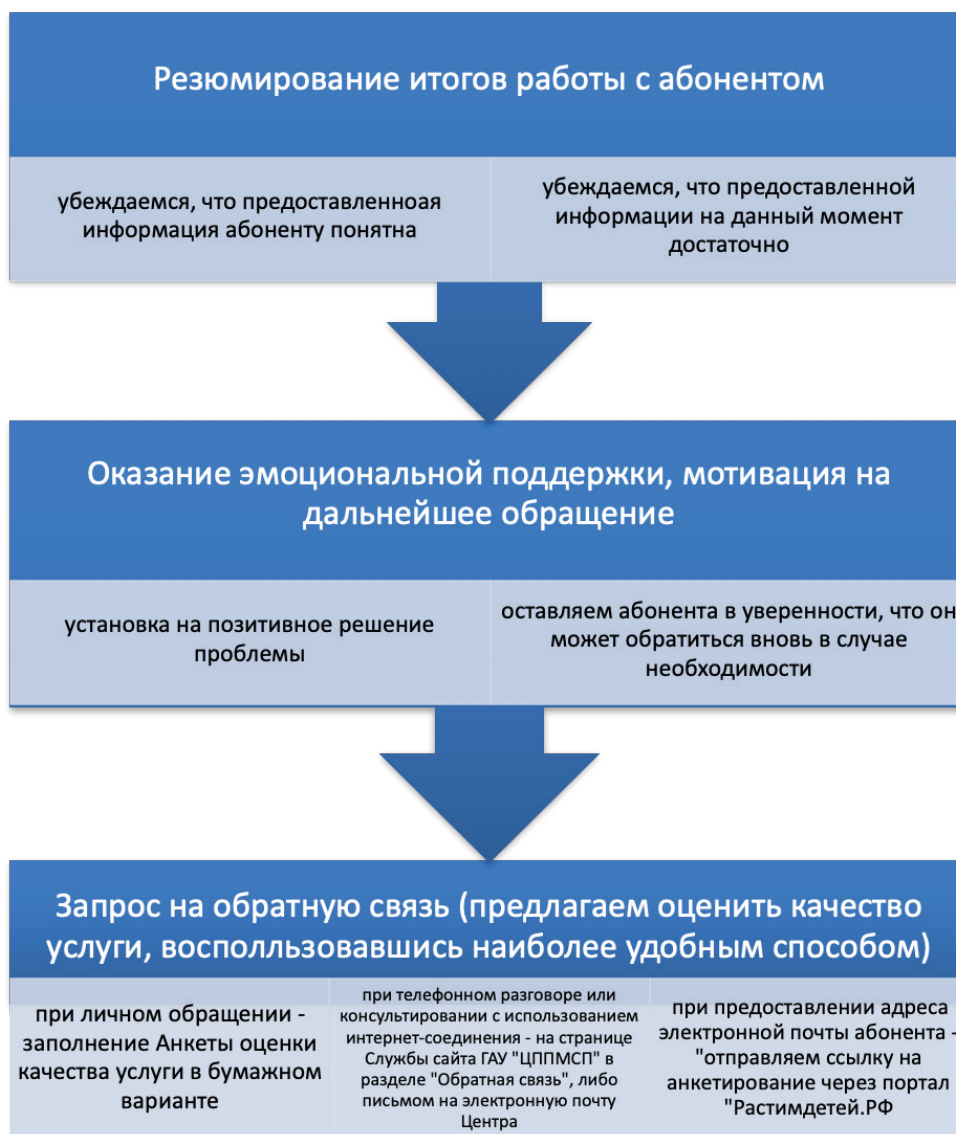 Резюмирование итогов работы с абонентом
убеждаемся, что предоставленноая
информация абоненту понятна
убеждаемся, что предоставленной
информации на данный момент
достаточно
Оказание эмоциональной поддержки, мотивация на
дальнейшее обращение
установка на позитивное решение
проблемы
оставляем абонента в уверенности, что он
может обратиться вновь в случае
необходимости
Запрос на обратную связь (предлагаем оценить качество
услуги, восполльзовавшись наиболее удобным способом)
при личном обращении -
заполнение Анкеты оценки
качества услуги в бумажном
варианте
при телефонном разговоре или
консультировании с использованием
интернет-соединения - на странице
Службы сайта ГАУ "ЦППМСП" в
разделе "Обратная связь", либо
письмом на электронную почту
Центра
при предоставлении адреса
электронной почты абонента -
"отправляем ссылку на
анкетирование через портал
"Растимдетей.РФ